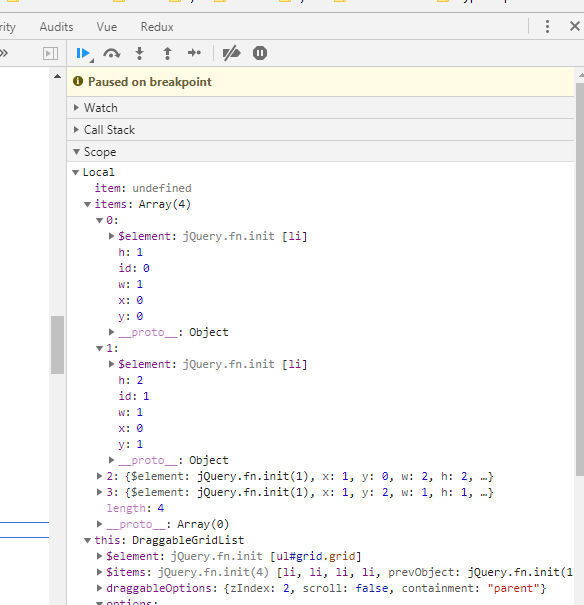 rity Audits Vue Redux
Paused on breakpoint
Watch
Call Stack
Scope
Local
item: undefined
items: Array(4)
0:
$element: jQuery.fn.init [li]
h: 1
id: 0
w: 1
x: 0
y: 0
__proto__: Object
1:
$element: jQuery.fn.init [li]
h: 2
id: 1
w: 1
x: 0
y: 1
__proto__: Object
2: {$element: jQuery.fn.init(1), x: 1, y: 0, w: 2, h: 2, …}
3: {$element: jQuery.fn.init(1), x: 1, y: 2, w: 1, h: 1, …}
length: 4
__proto__: Array(0)
this: DraggableGridList
$element: jQuery.fn.init [ul#grid.grid]
$items: jQuery.fn.init(4) [li, li, li, li, prevObject: jQuery.fn.init(1
draggableOptions: {zIndex: 2, scroll: false, containment: "parent"}
options: